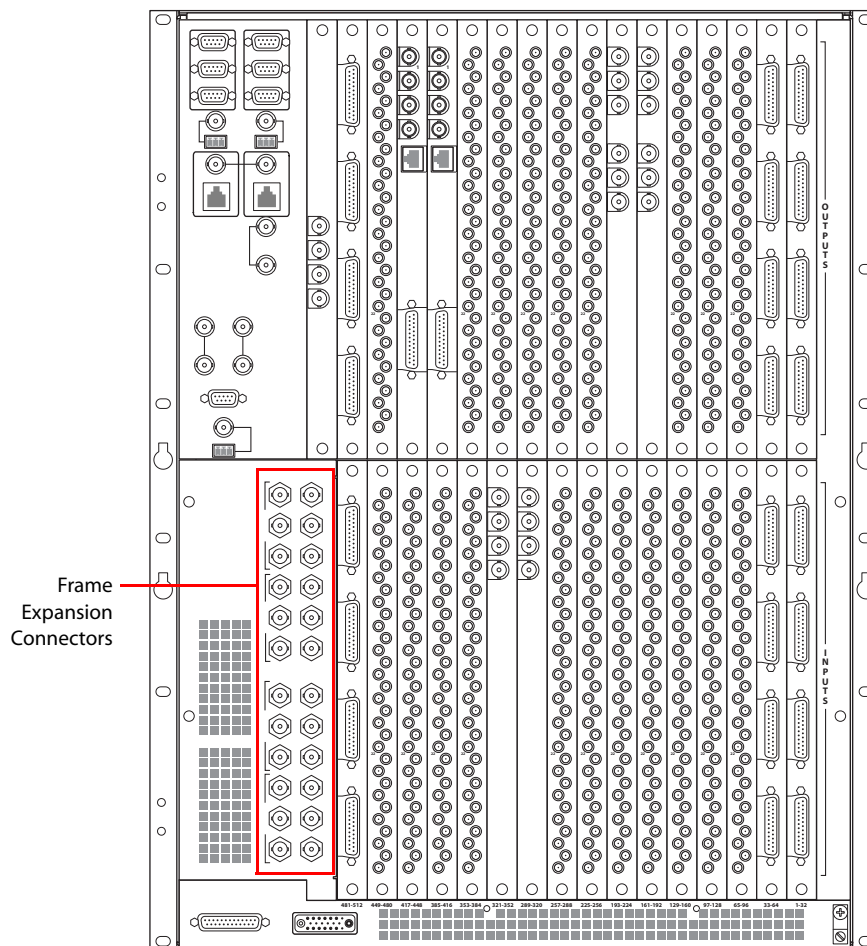 OUTPUTS
Frame
Expansion
Connectors
INPUTS
481-512 449-480 417-448 385-416 353-384 321-352 289-320 257-288 225-256 193-224 161-192 129-160 97-128 65-96 33-64 1-32